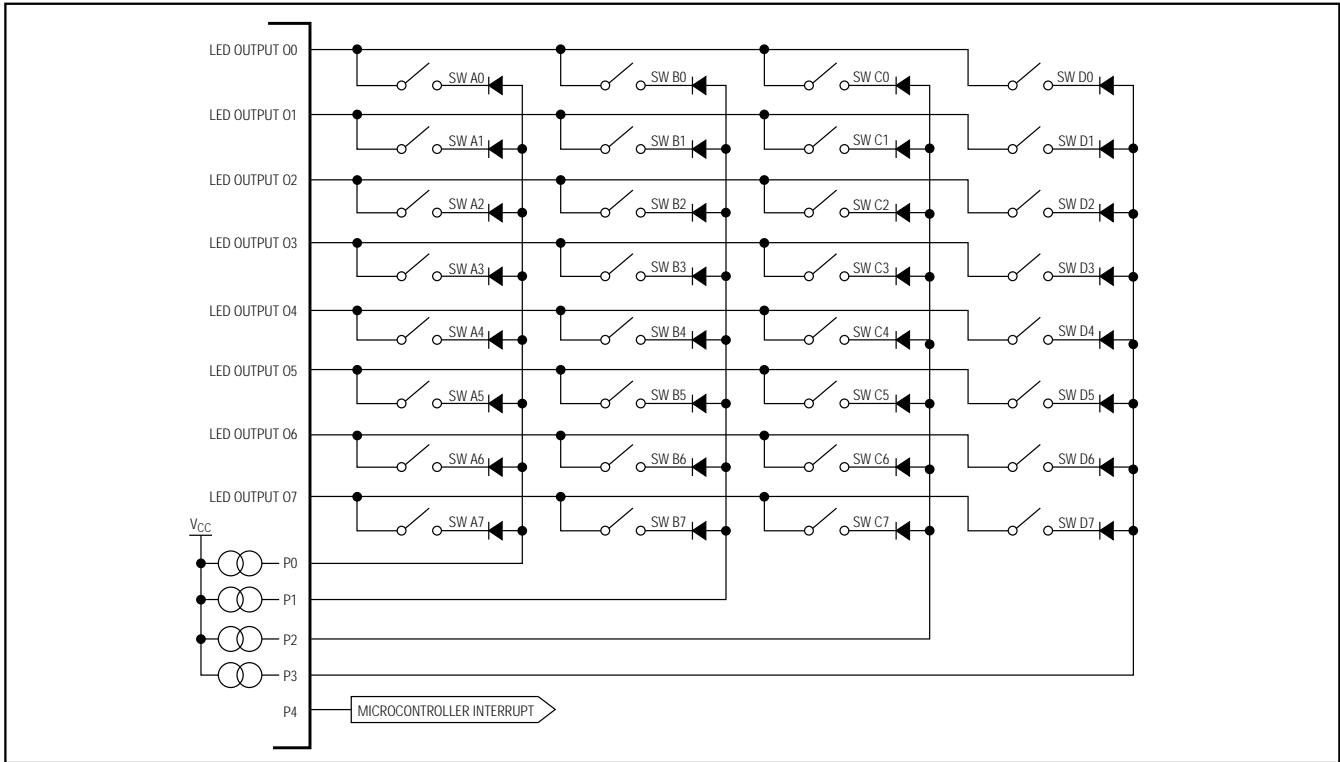 LED OUTPUT O0
SW A0 SW B0 SW C0 SW D0
LED OUTPUT O1
SW A1 SW B1 SW C1 SW D1
LED OUTPUT O2
SW A2 SW B2 SW C2 SW D2
LED OUTPUT O3
SW A3 SW B3 SW C3 SW D3
LED OUTPUT O4
SW A4 SW B4 SW C4 SW D4
LED OUTPUT O5
SW A5 SW B5 SW C5 SW D5
LED OUTPUT O6
SW A6 SW B6 SW C6 SW D6
LED OUTPUT O7
SW A7 SW B7 SW C7 SW D7
VCC
P0
P1
P2
P3
P4 MICROCONTROLLER INTERRUPT